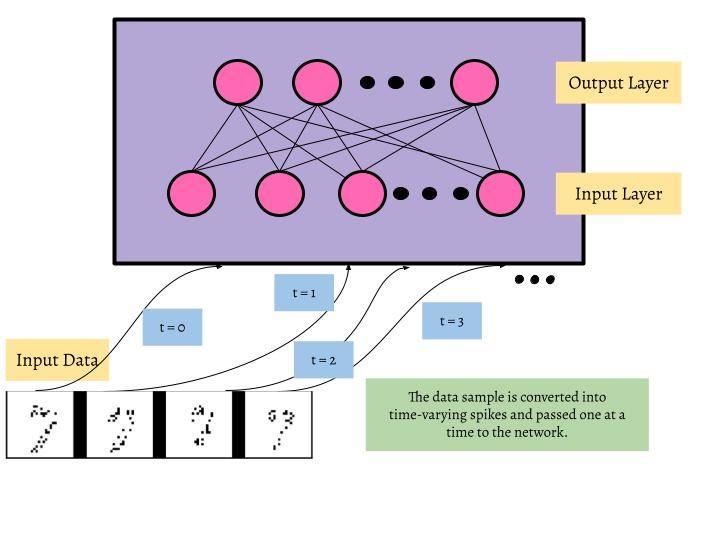 Output Layer
Input Layer
t = 1
t = 0
t = 3
t = 2
Input Data
The data sample is converted into
time-varying spikes and passed one at a
time to the network.